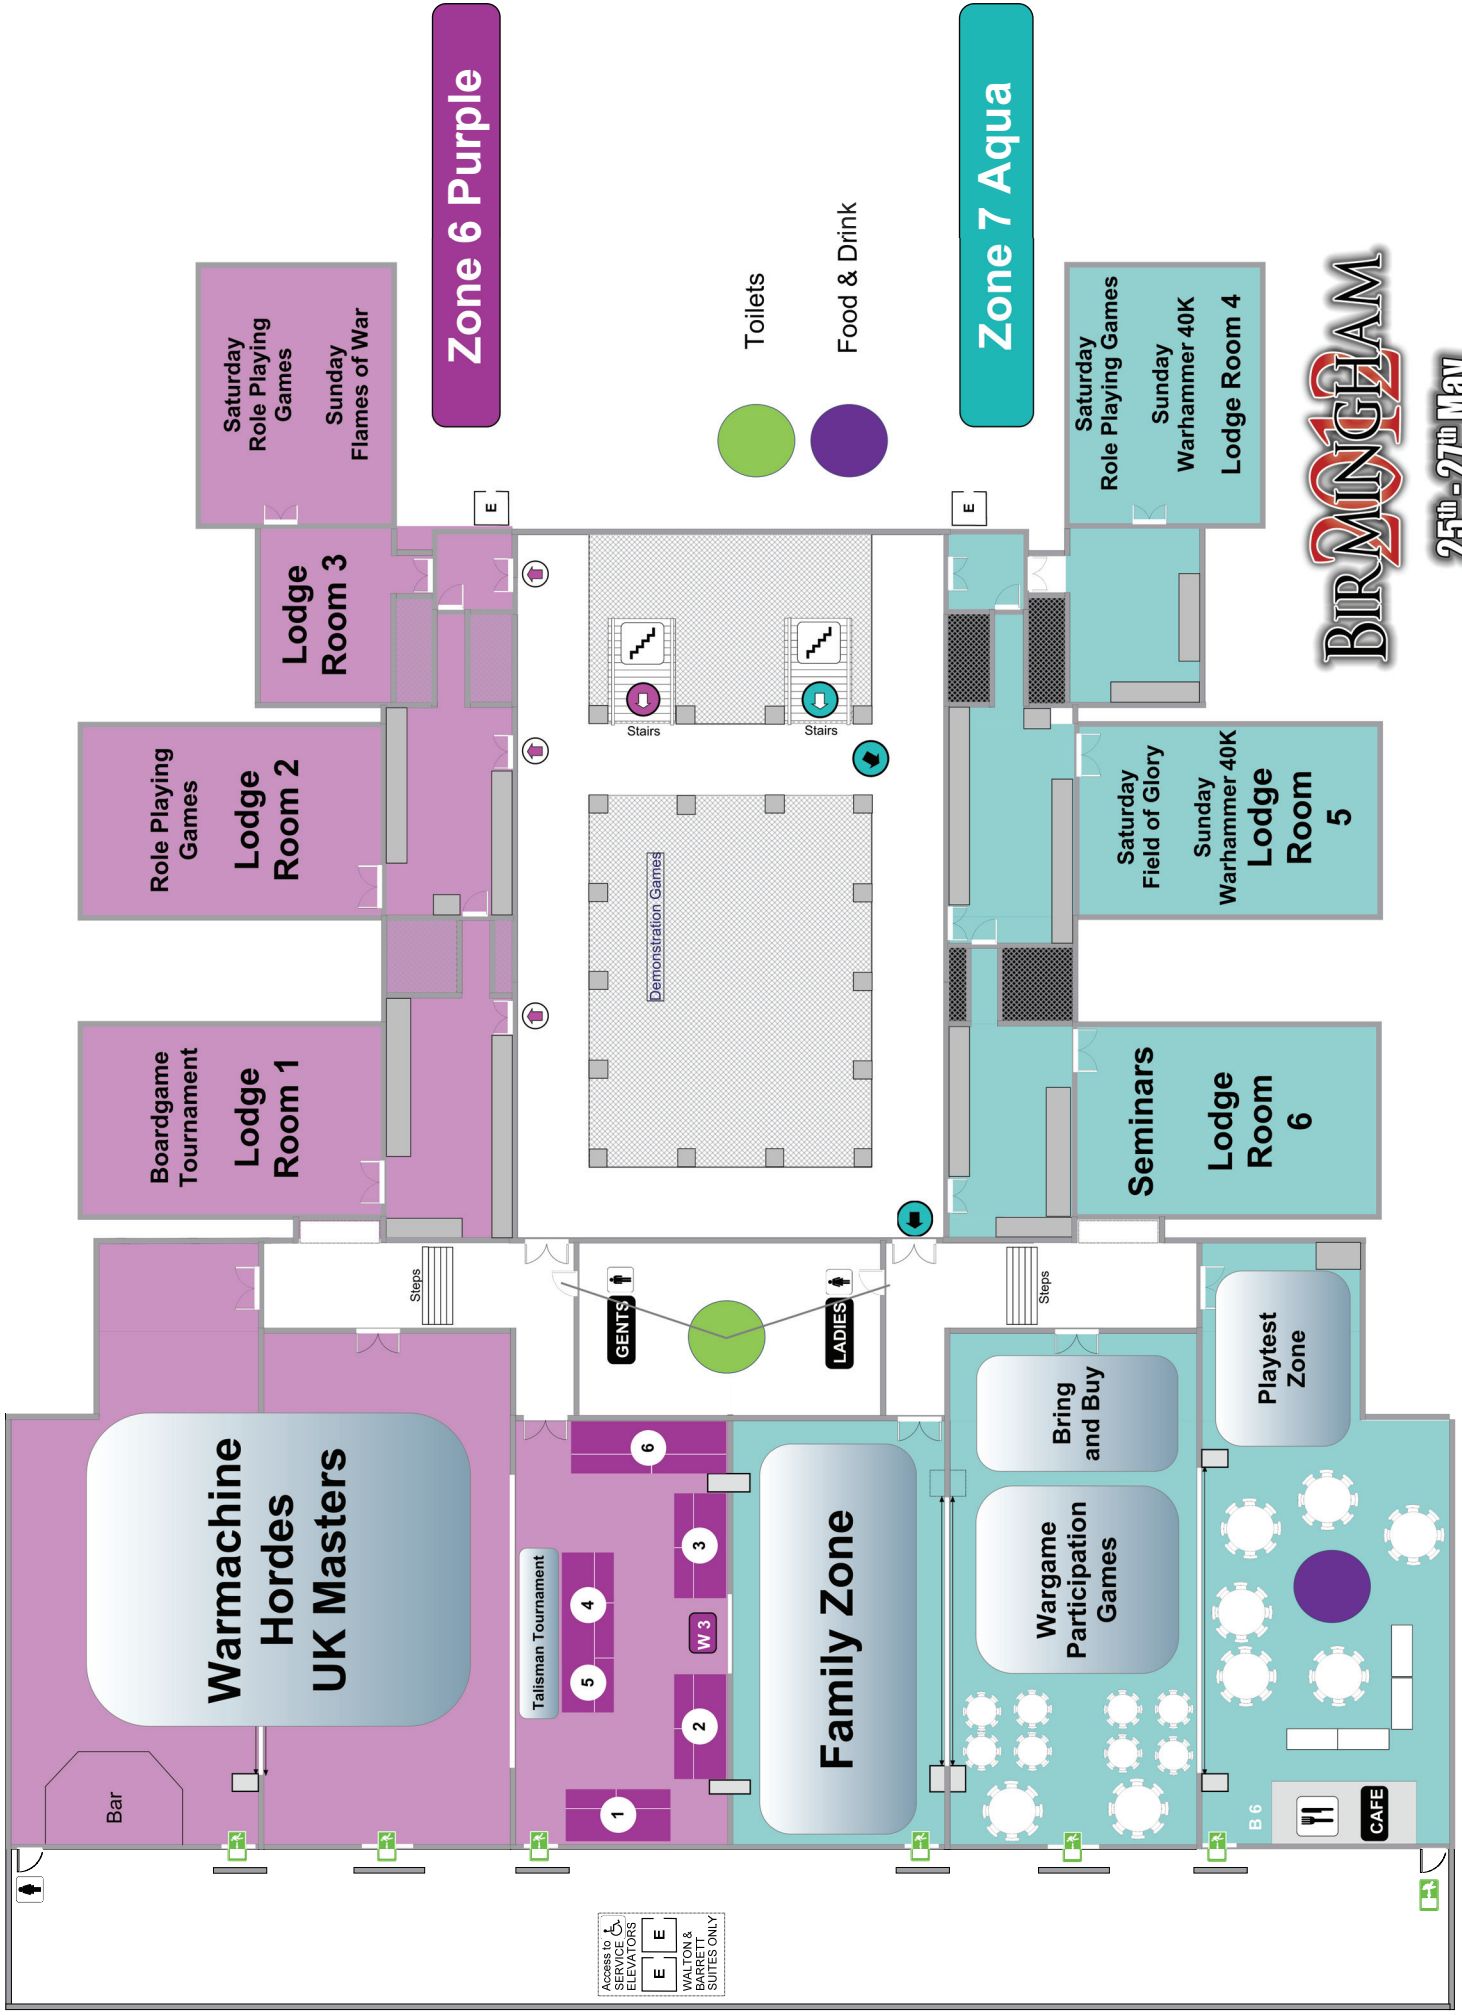 Zone 6 Purple
Toilets
Food & Drink
Zone 7 Aqua
BIRMINGHAM
2012
25th - 27th May
Saturday
Role Playing
Games
Sunday
Flames of War
Lodge
Room 3
Role Playing
Games
Lodge
Room 2
Boardgame
Tournament
Lodge
Room 1
E
E
Stairs
Stairs
Demonstration Games
Saturday
Role Playing Games
Sunday
Warhammer 40K
Lodge Room 4
Saturday
Field of Glory
Sunday
Warhammer 40K
Lodge
Room
5
Seminars
Lodge
Room
6
Steps
GENTS
LADIES
Steps
Warmachine
Hordes
UK Masters
Bar
Talisman Tournament
6
3
4
5
W 3
2
1
Family Zone
Bring
and Buy
Wargame
Participation
Games
Playtest
Zone
B 6
CAFE
Access to
SERVICE
ELEVATORS
E
E
WALTON &
BARRETT
SUITES ONLY